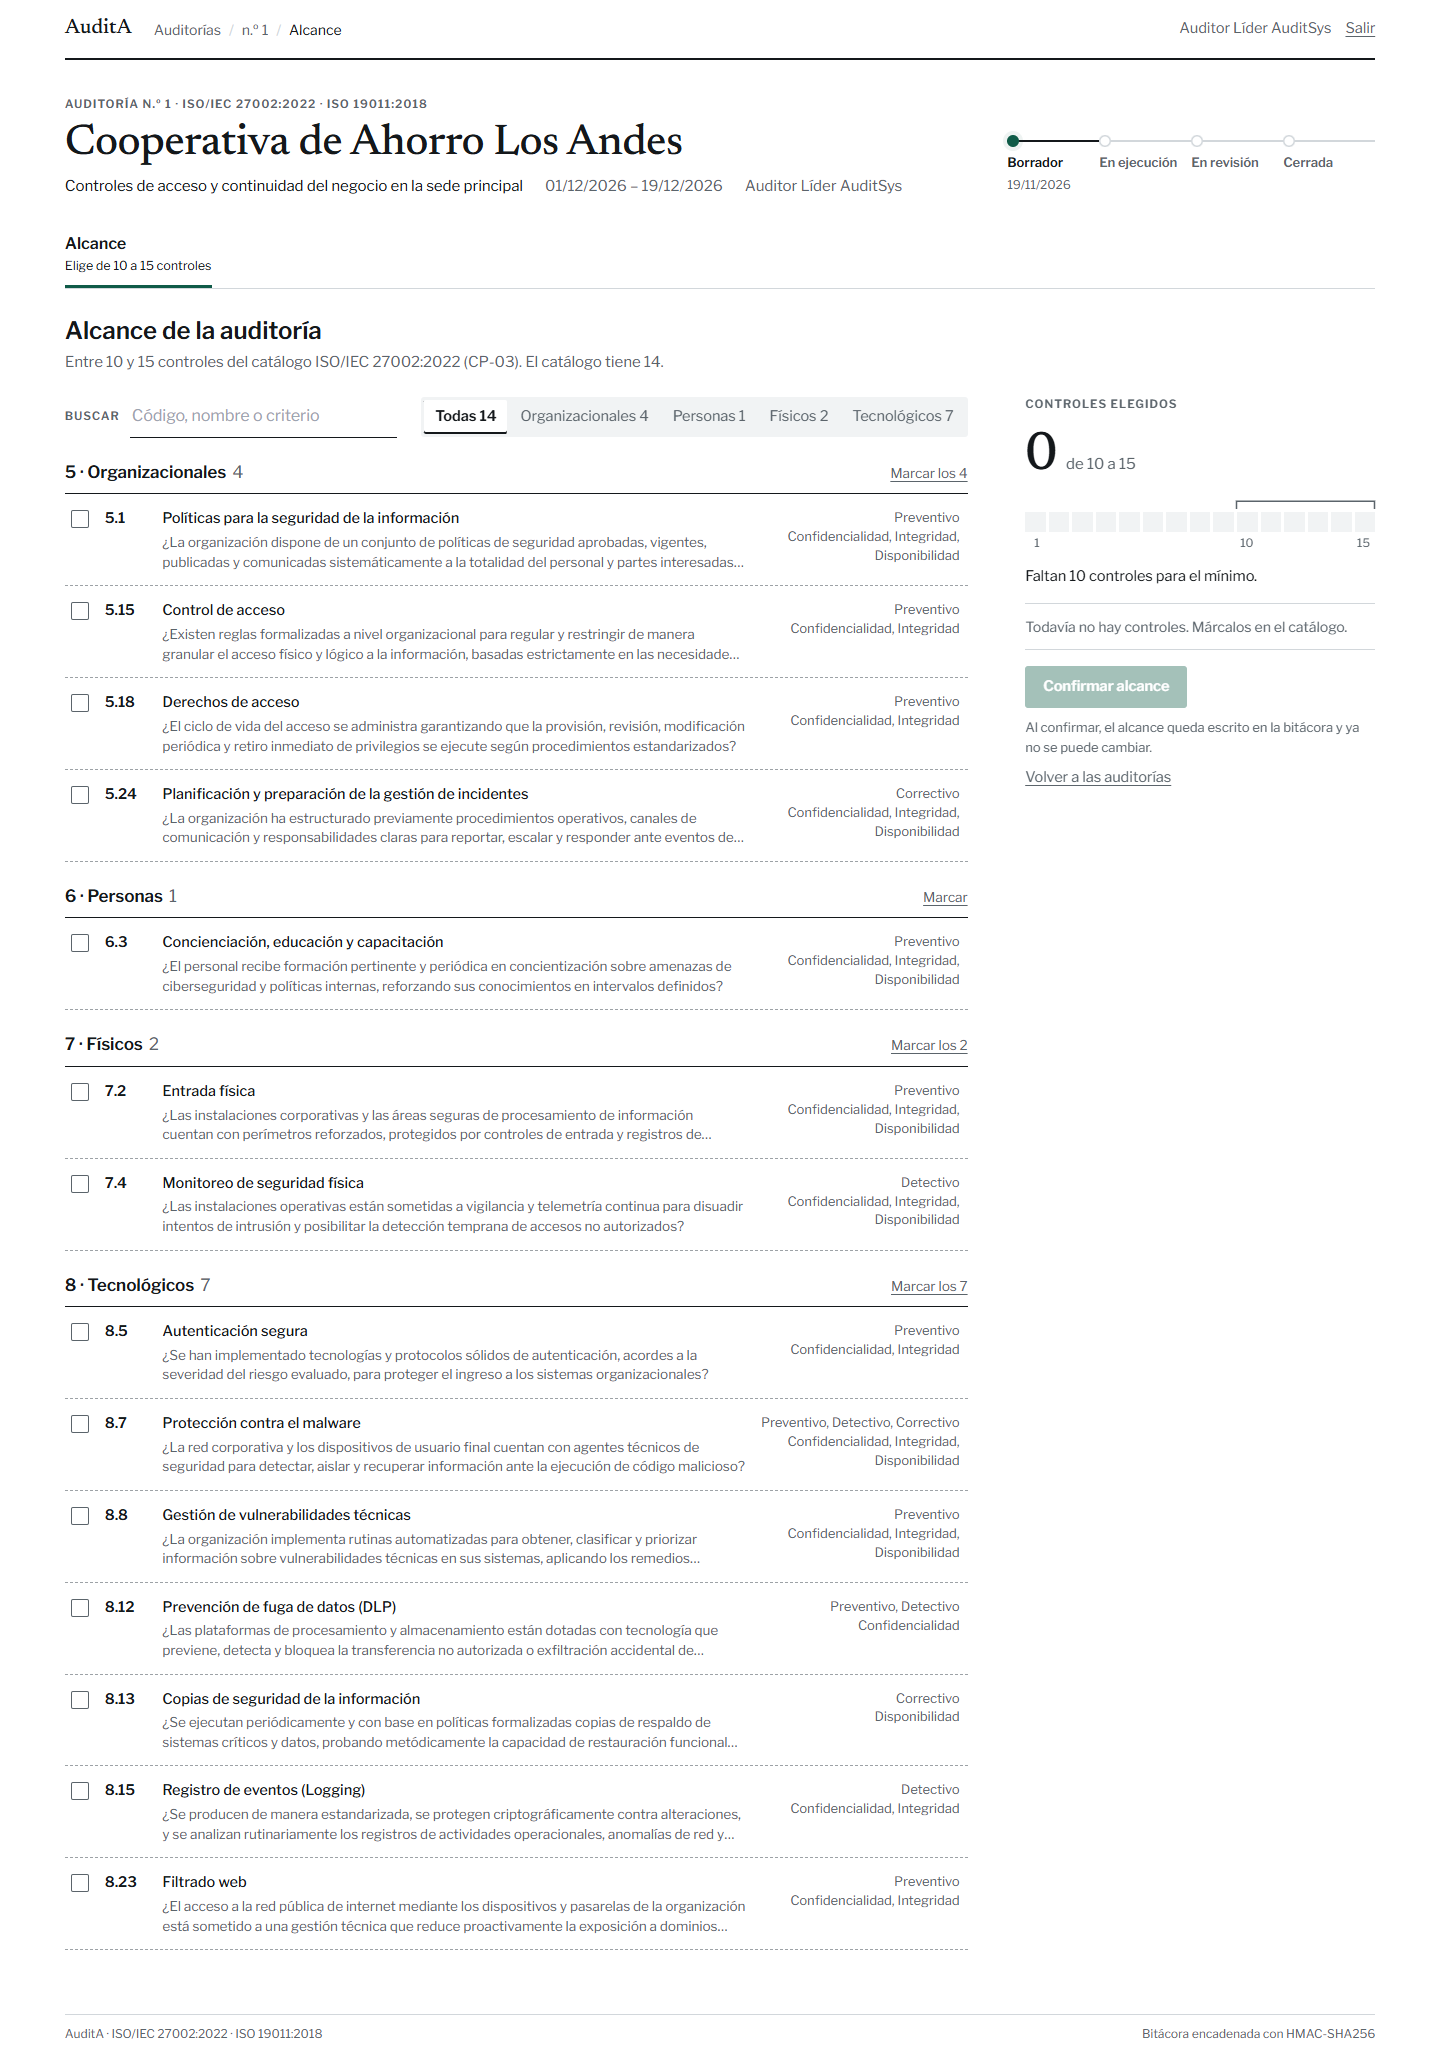 AuditA
Auditorías / n.º 1 / Alcance
Auditor Líder AuditSys
Salir
AUDITORÍA N.º 1 · ISO/IEC 27002:2022 · ISO 19011:2018
Cooperativa de Ahorro Los Andes
Controles de acceso y continuidad del negocio en la sede principal
01/12/2026 – 19/12/2026
Auditor Líder AuditSys
Borrador
19/11/2026
En ejecución
En revisión
Cerrada
Alcance
Elige de 10 a 15 controles
Alcance de la auditoría
Entre 10 y 15 controles del catálogo ISO/IEC 27002:2022 (CP-03). El catálogo tiene 14.
BUSCAR
Código, nombre o criterio
Todas 14
Organizacionales 4
Personas 1
Físicos 2
Tecnológicos 7
5 · Organizacionales 4
Marcar los 4
5.1
Políticas para la seguridad de la información
¿La organización dispone de un conjunto de políticas de seguridad aprobadas, vigentes,
publicadas y comunicadas sistemáticamente a la totalidad del personal y partes interesadas…
Preventivo
Confidencialidad, Integridad,
Disponibilidad
5.15
Control de acceso
¿Existen reglas formalizadas a nivel organizacional para regular y restringir de manera
granular el acceso físico y lógico a la información, basadas estrictamente en las necesidade…
Preventivo
Confidencialidad, Integridad
5.18
Derechos de acceso
¿El ciclo de vida del acceso se administra garantizando que la provisión, revisión, modificación
periódica y retiro inmediato de privilegios se ejecute según procedimientos estandarizados?
Preventivo
Confidencialidad, Integridad
5.24
Planificación y preparación de la gestión de incidentes
¿La organización ha estructurado previamente procedimientos operativos, canales de
comunicación y responsabilidades claras para reportar, escalar y responder ante eventos de…
Correctivo
Confidencialidad, Integridad,
Disponibilidad
6 · Personas 1
Marcar
6.3
Concienciación, educación y capacitación
¿El personal recibe formación pertinente y periódica en concientización sobre amenazas de
ciberseguridad y políticas internas, reforzando sus conocimientos en intervalos definidos?
Preventivo
Confidencialidad, Integridad,
Disponibilidad
7 · Físicos 2
Marcar los 2
7.2
Entrada física
¿Las instalaciones corporativas y las áreas seguras de procesamiento de información
cuentan con perímetros reforzados, protegidos por controles de entrada y registros de…
Preventivo
Confidencialidad, Integridad,
Disponibilidad
7.4
Monitoreo de seguridad física
¿Las instalaciones operativas están sometidas a vigilancia y telemetría continua para disuadir
intentos de intrusión y posibilitar la detección temprana de accesos no autorizados?
Detectivo
Confidencialidad, Integridad,
Disponibilidad
8 · Tecnológicos 7
Marcar los 7
8.5
Autenticación segura
¿Se han implementado tecnologías y protocolos sólidos de autenticación, acordes a la
severidad del riesgo evaluado, para proteger el ingreso a los sistemas organizacionales?
Preventivo
Confidencialidad, Integridad
8.7
Protección contra el malware
¿La red corporativa y los dispositivos de usuario final cuentan con agentes técnicos de
seguridad para detectar, aislar y recuperar información ante la ejecución de código malicioso?
Preventivo, Detectivo, Correctivo
Confidencialidad, Integridad,
Disponibilidad
8.8
Gestión de vulnerabilidades técnicas
¿La organización implementa rutinas automatizadas para obtener, clasificar y priorizar
información sobre vulnerabilidades técnicas en sus sistemas, aplicando los remedios…
Preventivo
Confidencialidad, Integridad,
Disponibilidad
8.12
Prevención de fuga de datos (DLP)
¿Las plataformas de procesamiento y almacenamiento están dotadas con tecnología que
previene, detecta y bloquea la transferencia no autorizada o exfiltración accidental de…
Preventivo, Detectivo
Confidencialidad
8.13
Copias de seguridad de la información
¿Se ejecutan periódicamente y con base en políticas formalizadas copias de respaldo de
sistemas críticos y datos, probando metódicamente la capacidad de restauración funcional…
Correctivo
Disponibilidad
8.15
Registro de eventos (Logging)
¿Se producen de manera estandarizada, se protegen criptográficamente contra alteraciones,
y se analizan rutinariamente los registros de actividades operacionales, anomalías de red y…
Detectivo
Confidencialidad, Integridad
8.23
Filtrado web
¿El acceso a la red pública de internet mediante los dispositivos y pasarelas de la organización
está sometido a una gestión técnica que reduce proactivamente la exposición a dominios…
Preventivo
Confidencialidad, Integridad
CONTROLES ELEGIDOS
0 de 10 a 15
1
10
15
Faltan 10 controles para el mínimo.
Todavía no hay controles. Márcalos en el catálogo.
Confirmar alcance
Al confirmar, el alcance queda escrito en la bitácora y ya
no se puede cambiar.
Volver a las auditorías
AuditA · ISO/IEC 27002:2022 · ISO 19011:2018
Bitácora encadenada con HMAC-SHA256